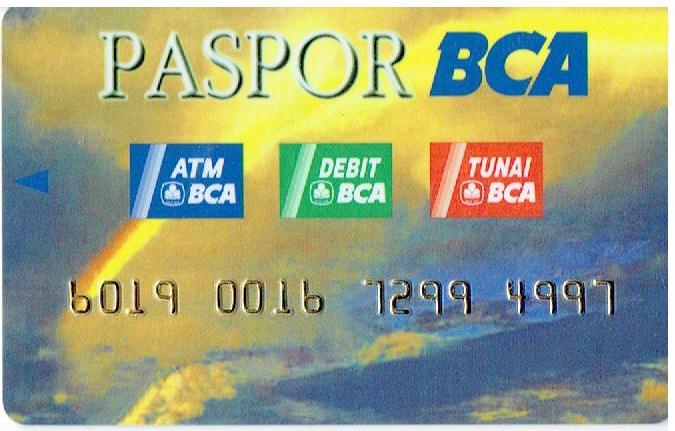 PASPOR BCA
ATM BCA
DEBIT BCA
TUNAI BCA
6019 0016 7299 4997